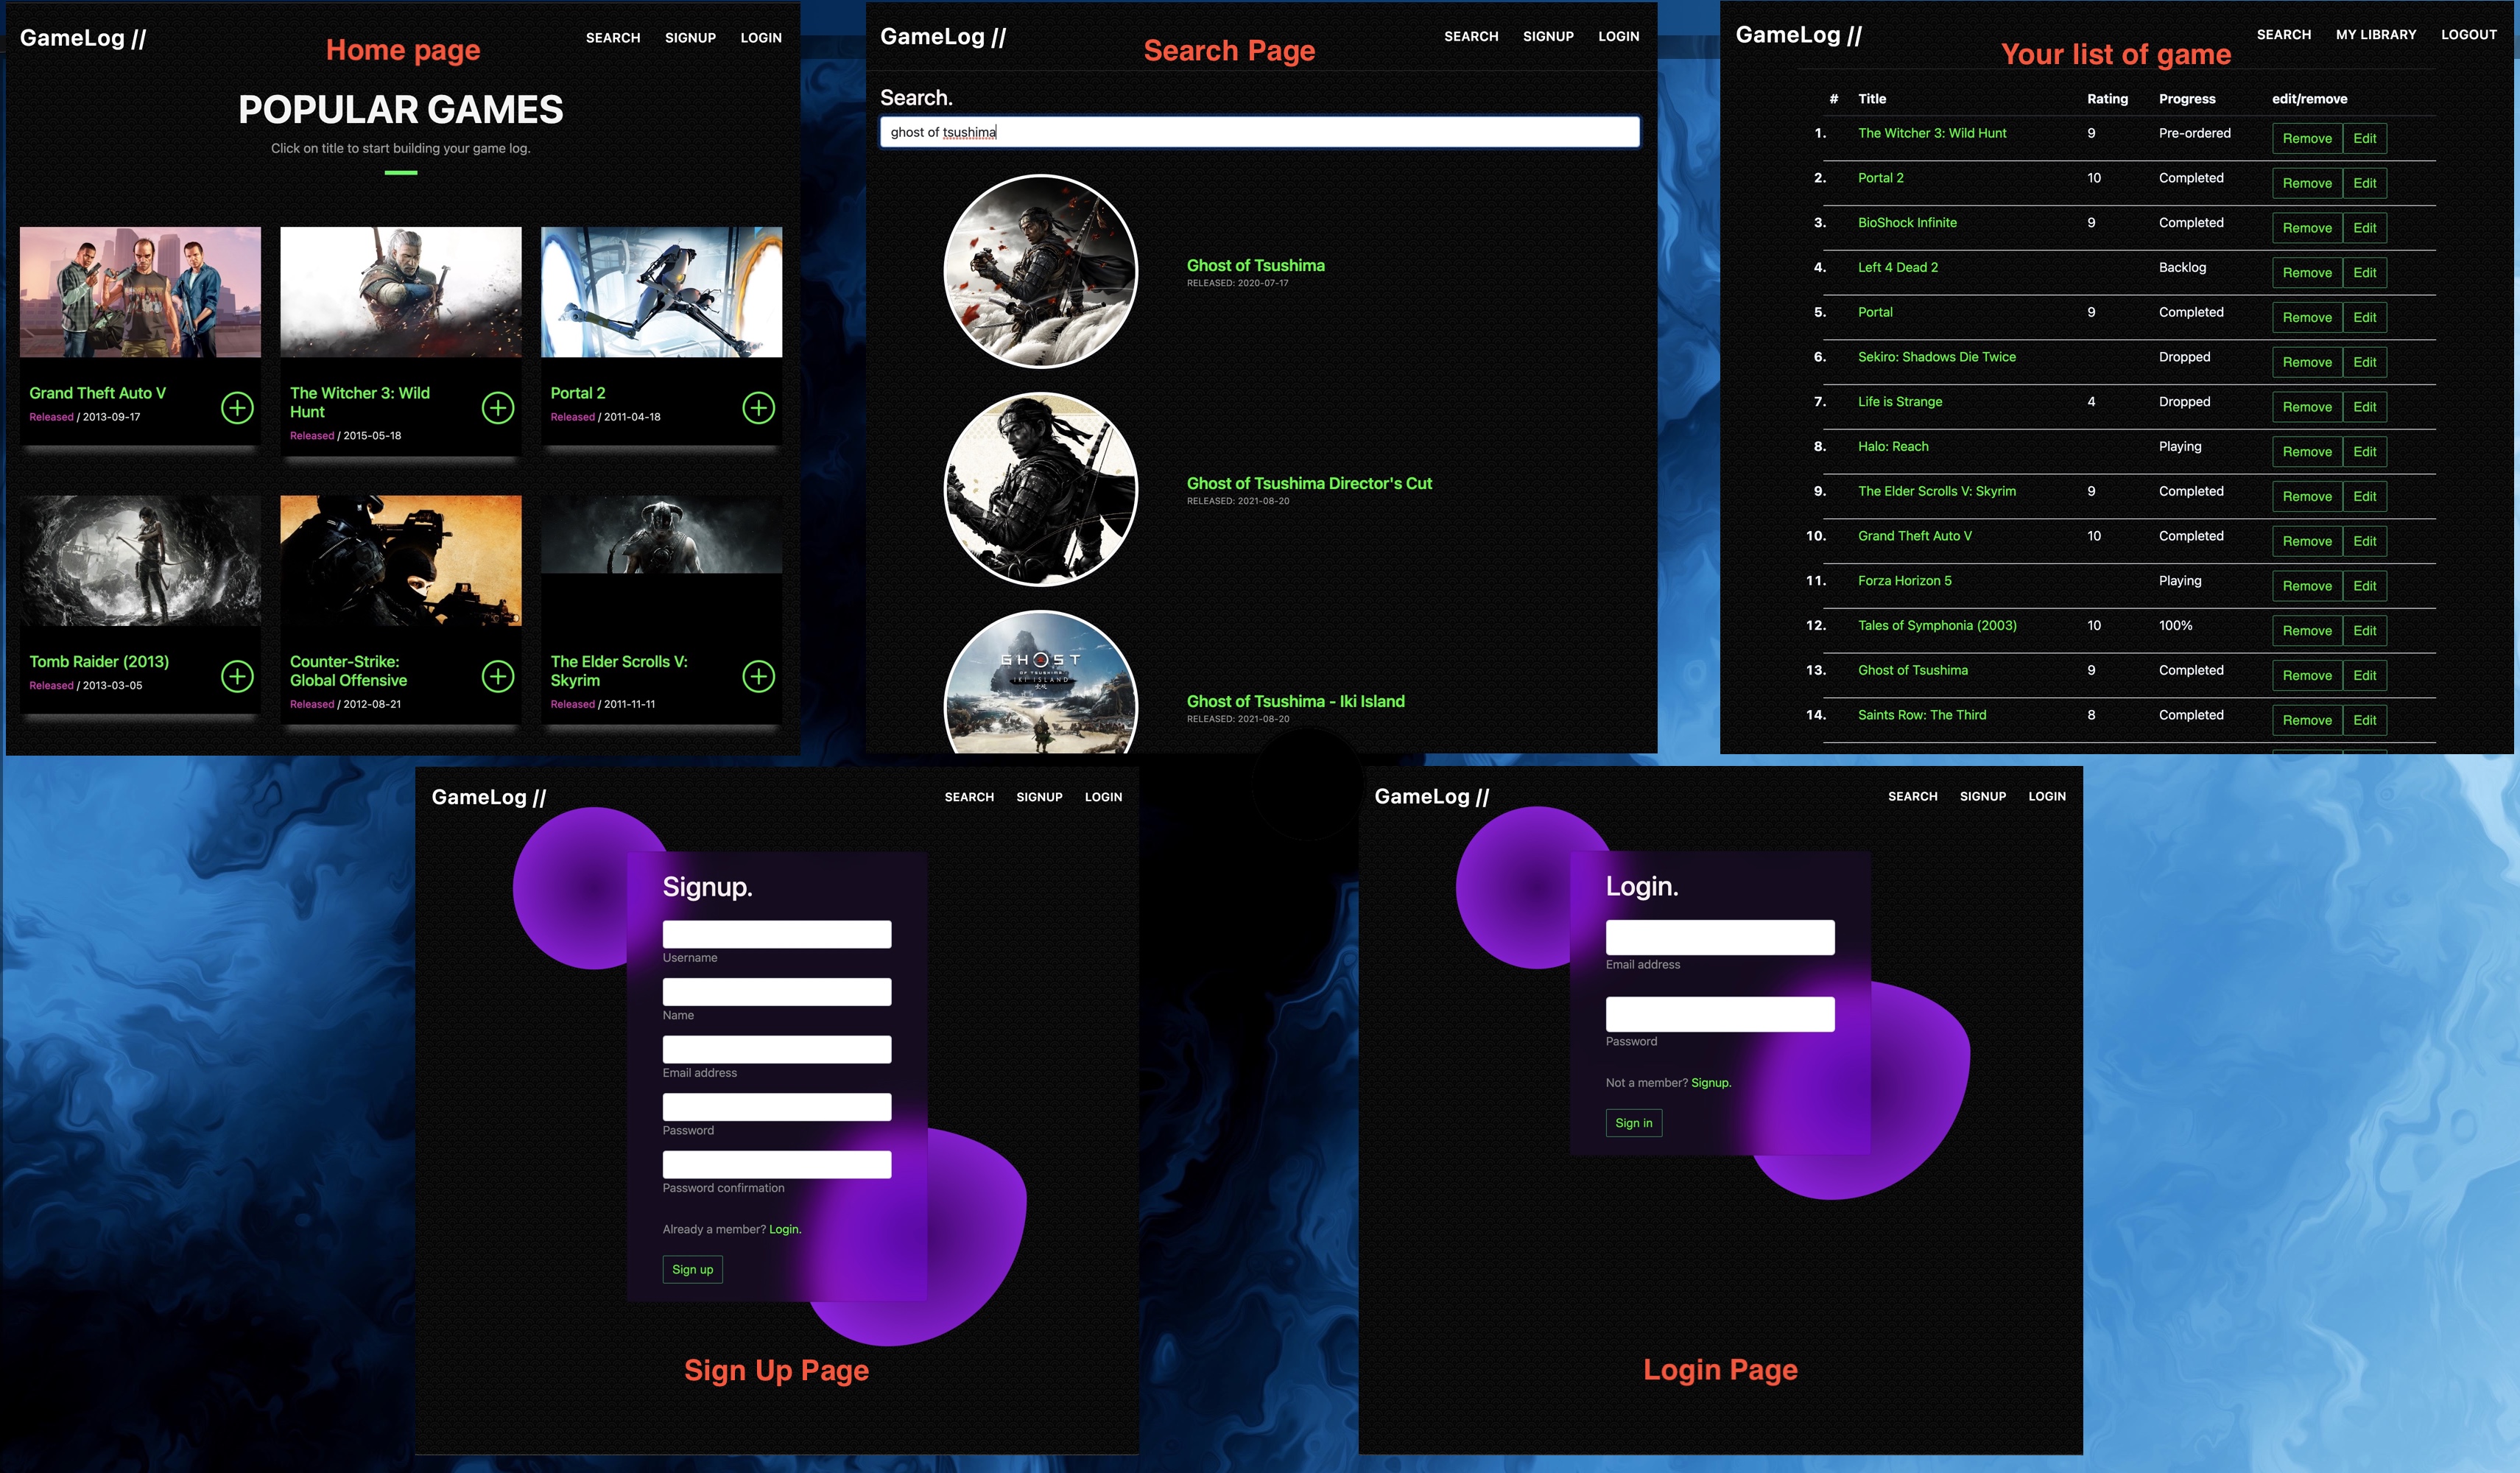 GameLog //
Home page
SEARCH SIGNUP LOGIN
POPULAR GAMES
Click on title to start building your game log.
Grand Theft Auto V
Released / 2013-09-17
The Witcher 3: Wild
Hunt
Released / 2015-05-18
Portal 2
Released / 2011-04-18
Tomb Raider (2013)
Released / 2013-03-05
Counter-Strike:
Global Offensive
Released / 2012-08-21
The Elder Scrolls V:
Skyrim
Released / 2011-11-11
GameLog //
Search Page
SEARCH SIGNUP LOGIN
Search.
ghost of tsushima
Ghost of Tsushima
RELEASED: 2020-07-17
Ghost of Tsushima Director's Cut
RELEASED: 2021-08-20
GHOST
OF TSUSHIMA
IKI ISLAND
Ghost of Tsushima - Iki Island
RELEASED: 2021-08-20
GameLog //
Your list of game
SEARCH MY LIBRARY LOGOUT
# Title Rating Progress edit/remove
1. The Witcher 3: Wild Hunt 9 Pre-ordered Remove Edit
2. Portal 2 10 Completed Remove Edit
3. BioShock Infinite 9 Completed Remove Edit
4. Left 4 Dead 2 Backlog Remove Edit
5. Portal 9 Completed Remove Edit
6. Sekiro: Shadows Die Twice Dropped Remove Edit
7. Life is Strange 4 Dropped Remove Edit
8. Halo: Reach Playing Remove Edit
9. The Elder Scrolls V: Skyrim 9 Completed Remove Edit
10. Grand Theft Auto V 10 Completed Remove Edit
11. Forza Horizon 5 Playing Remove Edit
12. Tales of Symphonia (2003) 10 100% Remove Edit
13. Ghost of Tsushima 9 Completed Remove Edit
14. Saints Row: The Third 8 Completed Remove Edit
GameLog //
SEARCH SIGNUP LOGIN
Signup.
Username
Name
Email address
Password
Password confirmation
Already a member? Login.
Sign up
Sign Up Page
GameLog //
SEARCH SIGNUP LOGIN
Login.
Email address
Password
Not a member? Signup.
Sign in
Login Page